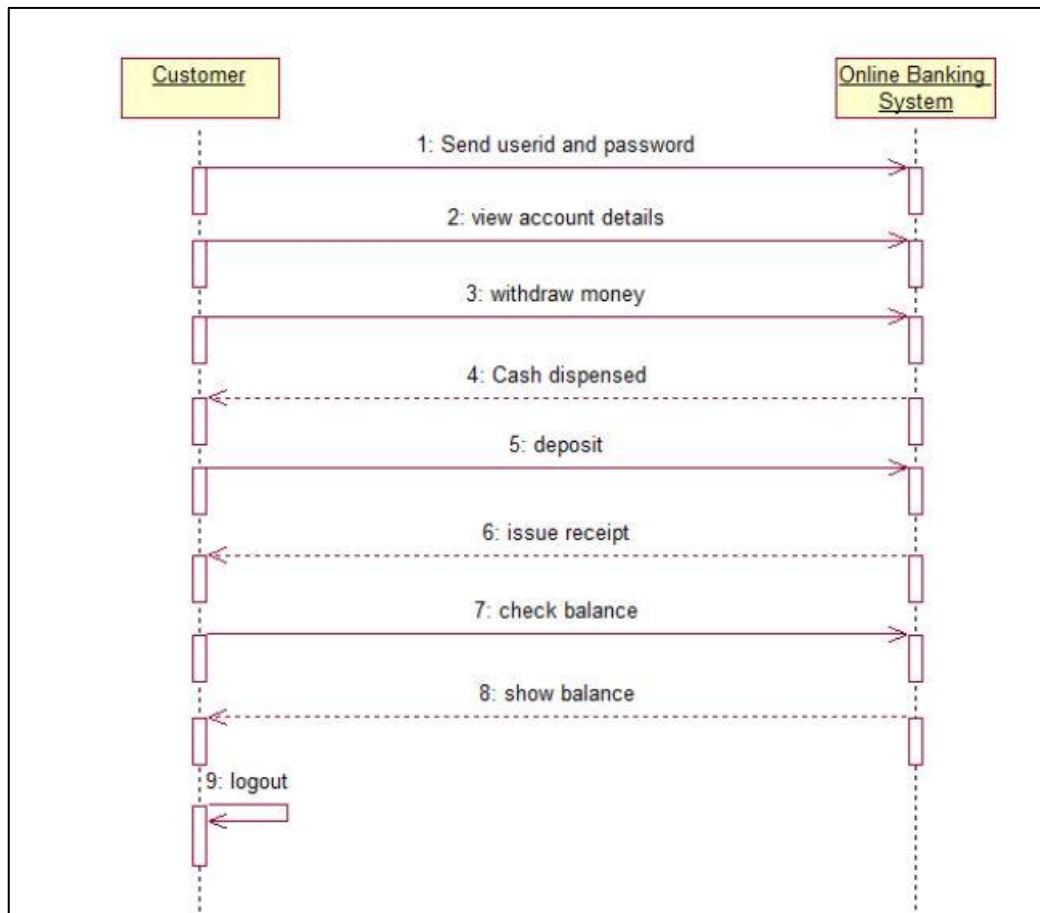 Customer
Online Banking
System
1: Send userid and password
2: view account details
3: withdraw money
4: Cash dispensed
5: deposit
6: issue receipt
7: check balance
8: show balance
9: logout